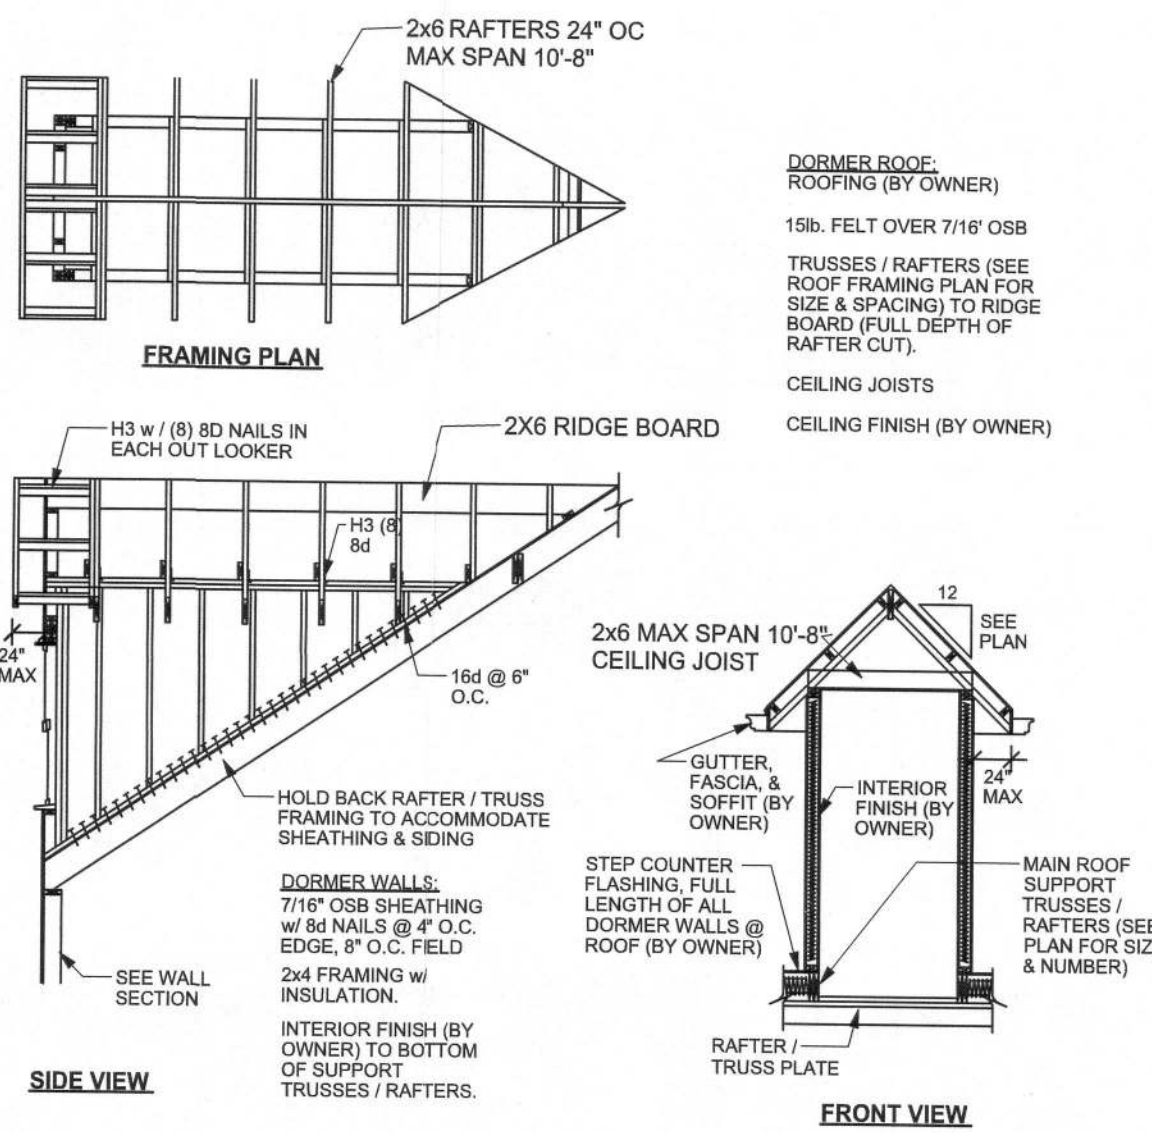 2x6 RAFTERS 24" OC
MAX SPAN 10'-8"
FRAMING PLAN
DORMER ROOF:
ROOFING (BY OWNER)
15lb. FELT OVER 7/16' OSB
TRUSSES / RAFTERS (SEE
ROOF FRAMING PLAN FOR
SIZE & SPACING) TO RIDGE
BOARD (FULL DEPTH OF
RAFTER CUT).
CEILING JOISTS
CEILING FINISH (BY OWNER)
H3 w / (8) 8D NAILS IN
EACH OUT LOOKER
2X6 RIDGE BOARD
H3 (8)
8d
24"
MAX
16d @ 6"
O.C.
HOLD BACK RAFTER / TRUSS
FRAMING TO ACCOMMODATE
SHEATHING & SIDING
DORMER WALLS:
7/16" OSB SHEATHING
w/ 8d NAILS @ 4" O.C.
EDGE, 8" O.C. FIELD
2x4 FRAMING w/
INSULATION.
INTERIOR FINISH (BY
OWNER) TO BOTTOM
OF SUPPORT
TRUSSES / RAFTERS.
SEE WALL
SECTION
SIDE VIEW
12
SEE
PLAN
2x6 MAX SPAN 10'-8"
CEILING JOIST
GUTTER,
FASCIA, &
SOFFIT (BY
OWNER)
INTERIOR
FINISH (BY
OWNER)
24"
MAX
STEP COUNTER
FLASHING, FULL
LENGTH OF ALL
DORMER WALLS @
ROOF (BY OWNER)
MAIN ROOF
SUPPORT
TRUSSES /
RAFTERS (SEE
PLAN FOR SIZ
& NUMBER)
RAFTER /
TRUSS PLATE
FRONT VIEW